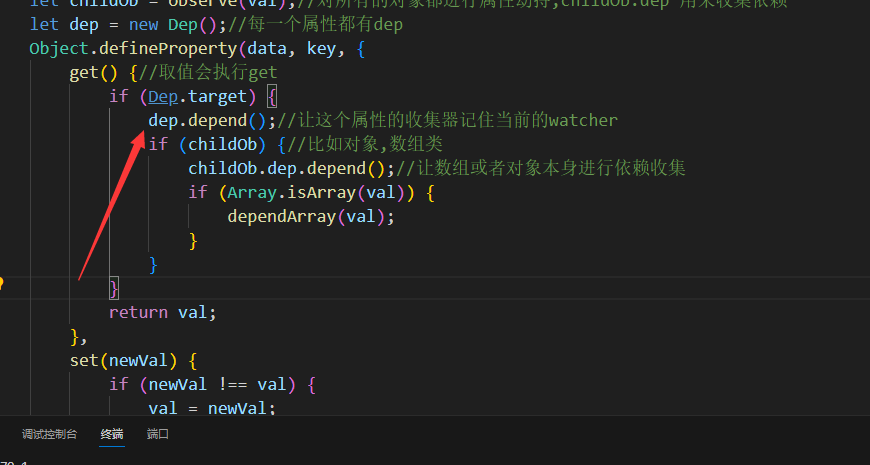 let childOb = observe(val);//对所有的对象都进行属性劫持,childOb.dep 用来收集依赖
let dep = new Dep();//每一个属性都有dep
Object.defineProperty(data, key, {
get() {//取值会执行get
if (Dep.target) {
dep.depend();//让这个属性的收集器记住当前的watcher
if (childOb) {//比如对象,数组类
childOb.dep.depend();//让数组或者对象本身进行依赖收集
if (Array.isArray(val)) {
dependArray(val);
}
}
}
return val;
},
set(newVal) {
if (newVal !== val) {
val = newVal;
调试控制台 终端 端口